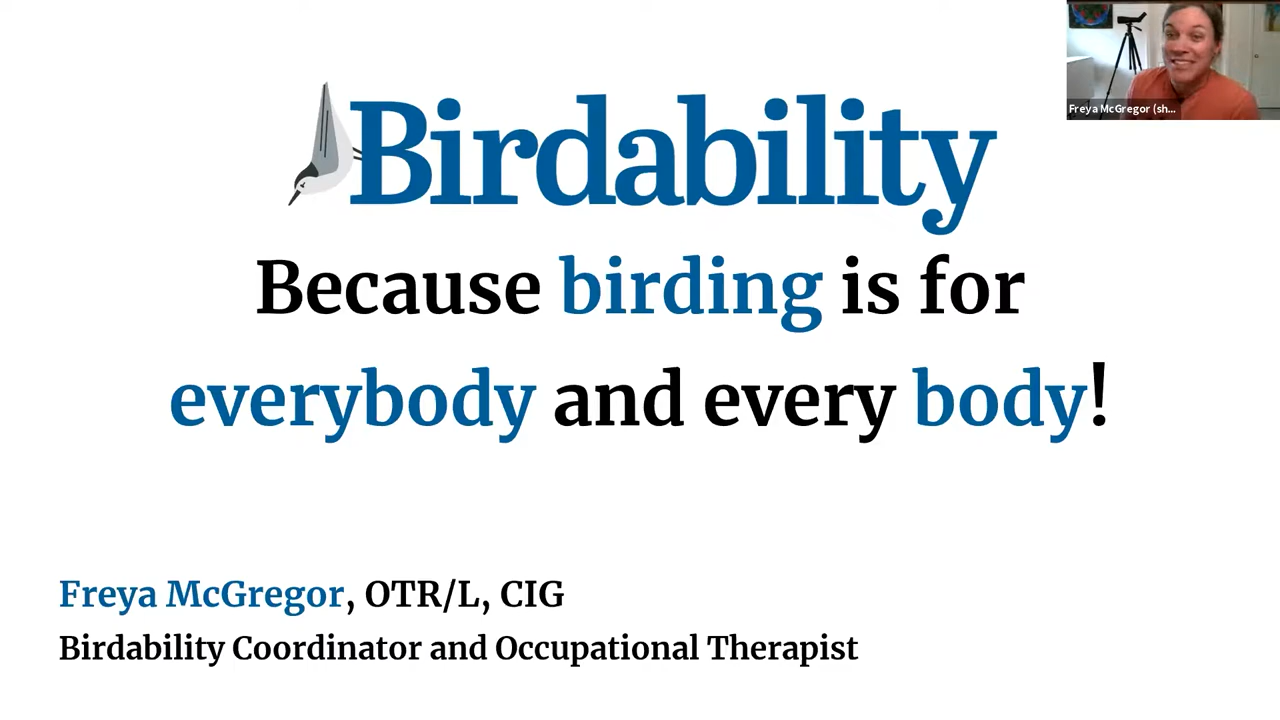 Birdability
Because birding is for
everybody and every body!
Freya McGregor, OTR/L, CIG
Birdability Coordinator and Occupational Therapist
Freya McGregor (sh...